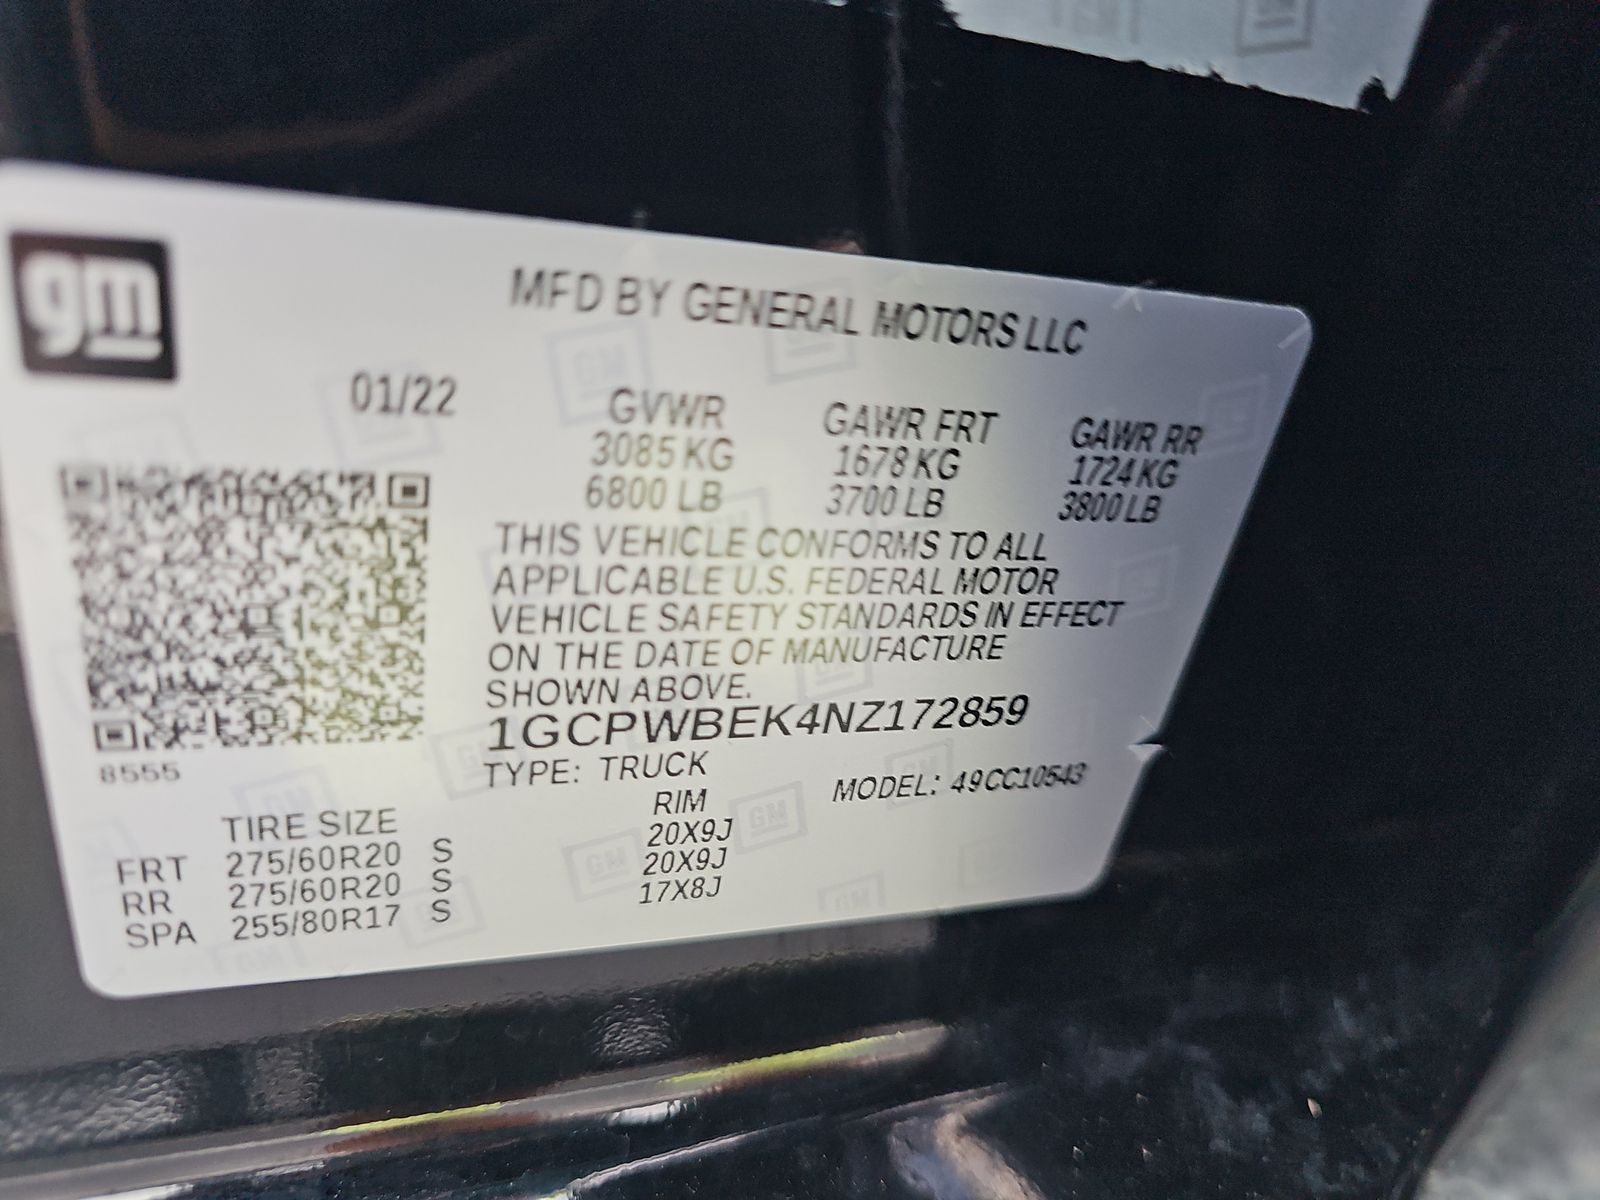 gm
MFD BY GENERAL MOTORS LLC
01/22
GVWR GAWR FRT GAWR RR
3085 KG 1678 KG 1724 KG
6800 LB 3700 LB 3800 LB
THIS VEHICLE CONFORMS TO ALL
APPLICABLE U.S. FEDERAL MOTOR
VEHICLE SAFETY STANDARDS IN EFFECT
ON THE DATE OF MANUFACTURE
SHOWN ABOVE.
1GCPWBEK4NZ172859
8555
TYPE: TRUCK
MODEL: 49CC10543
TIRE SIZE RIM
FRT 275/60R20 S 20X9J
RR 275/60R20 S 20X9J
SPA 255/80R17 S 17X8J